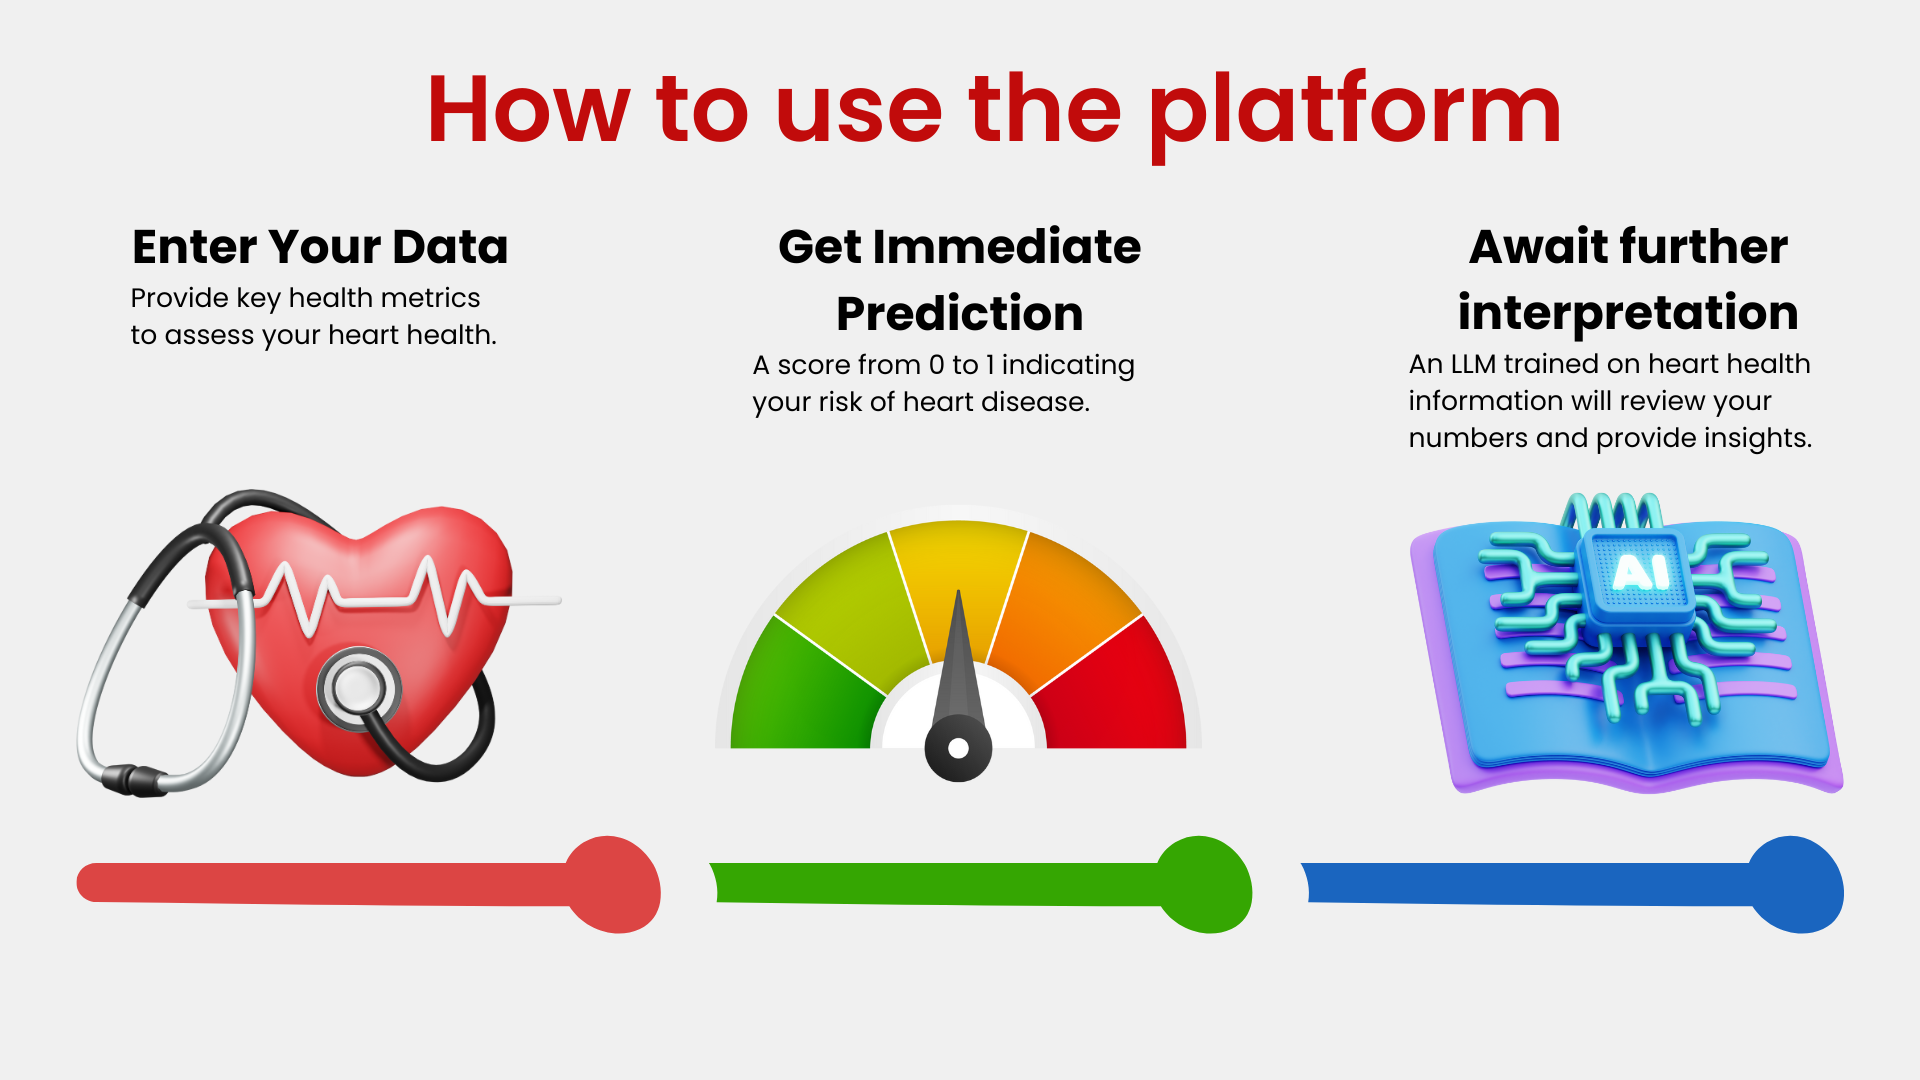 How to use the platform
Enter Your Data
Provide key health metrics
to assess your heart health.
Get Immediate
Prediction
A score from 0 to 1 indicating
your risk of heart disease.
Await further
interpretation
An LLM trained on heart health
information will review your
numbers and provide insights.
AI